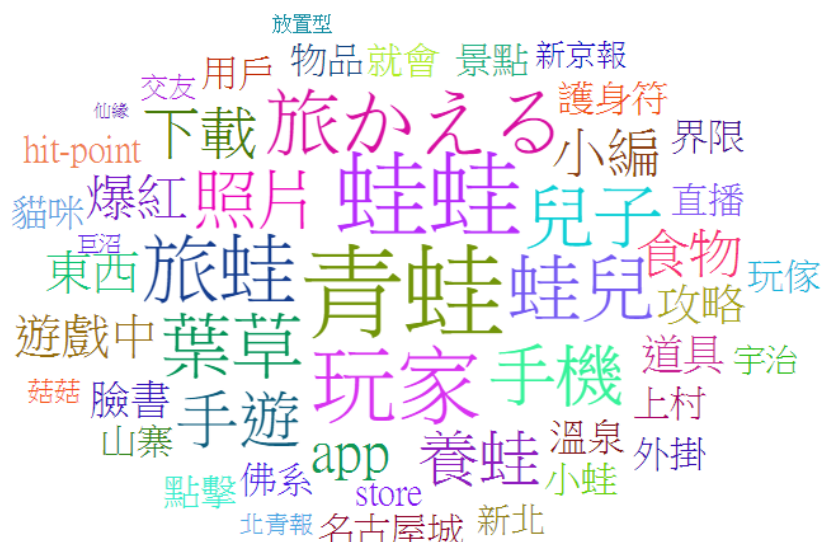 放置型
物品 就會 景點 新京報
交友 用戶 護身符
仙緣 下載 旅かえる 小編 界限
hit-point 蛙蛙
貓咪 爆紅 照片 兒子 直播
巨沼 食物
東西 旅蛙 青蛙 蛙兒 攻略 玩傢
遊戲中 葉草 玩家 手機 道具 宇治
菇菇 臉書 手遊 上村
山寨 app 養蛙 溫泉 外掛
點擊 佛系 store 小蛙
北青報 名古屋城 新北